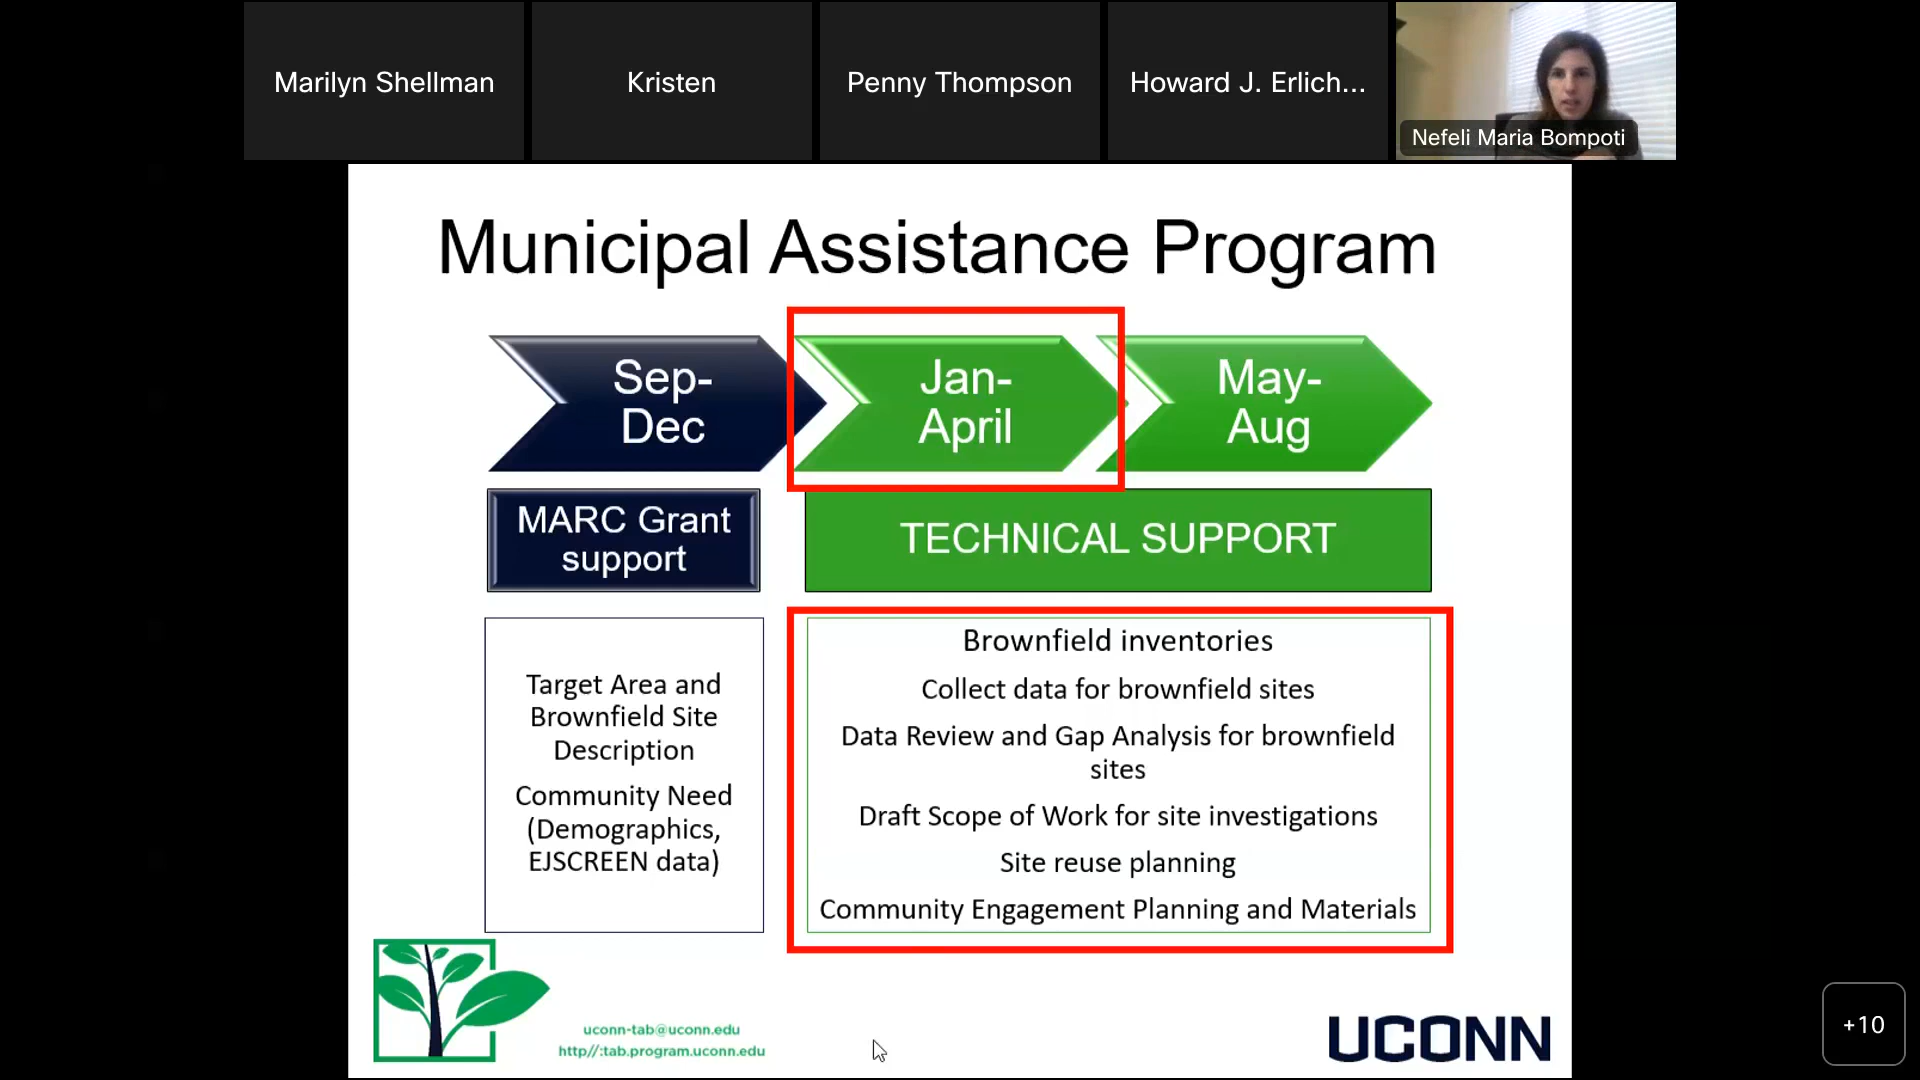 Marilyn Shellman
Kristen
Penny Thompson
Howard J. Erlich...
Nefeli Maria Bompoti
Municipal Assistance Program
Sep-
Dec
Jan-
April
May-
Aug
MARC Grant
support
TECHNICAL SUPPORT
Target Area and
Brownfield Site
Description
Community Need
(Demographics,
EJSCREEN data)
Brownfield inventories
Collect data for brownfield sites
Data Review and Gap Analysis for brownfield
sites
Draft Scope of Work for site investigations
Site reuse planning
Community Engagement Planning and Materials
uconn-tab@uconn.edu
http//:tab.program.uconn.edu
UCONN
+10